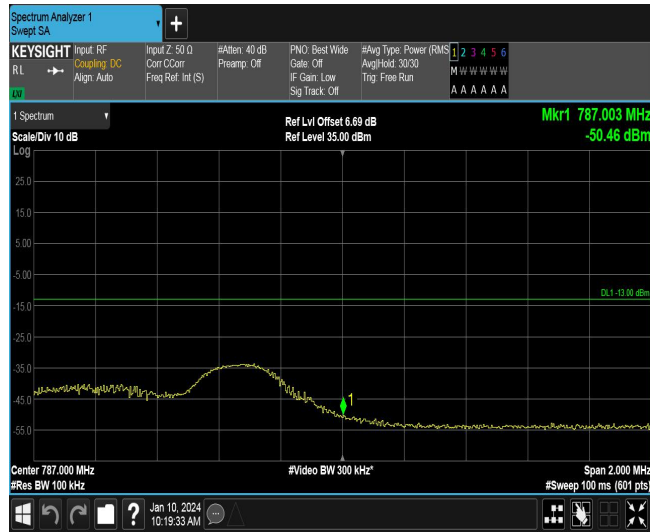 Spectrum Analyzer 1
Swept SA
+
KEYSIGHT
RL
LXI
Input: RF
Coupling: DC
Align: Auto
Input Z: 50 Ω
Corr CCorr
Freq Ref: Int (S)
#Atten: 40 dB
Preamp: Off
PNO: Best Wide
Gate: Off
IF Gain: Low
Sig Track: Off
#Avg Type: Power (RMS
Avg|Hold: 30/30
Trig: Free Run
1 2 3 4 5 6
M W W W W W
A A A A A A
1 Spectrum
Scale/Div 10 dB
Ref Lvl Offset 6.69 dB
Ref Level 35.00 dBm
Mkr1 787.003 MHz
-50.46 dBm
Log
25.0
15.0
5.00
-5.00
DL1 -13.00 dBm
-15.0
-25.0
-35.0
-45.0
1
-55.0
Center 787.000 MHz
#Res BW 100 kHz
#Video BW 300 kHz*
Span 2.000 MHz
#Sweep 100 ms (601 pts)
?
Jan 10, 2024
10:19:33 AM